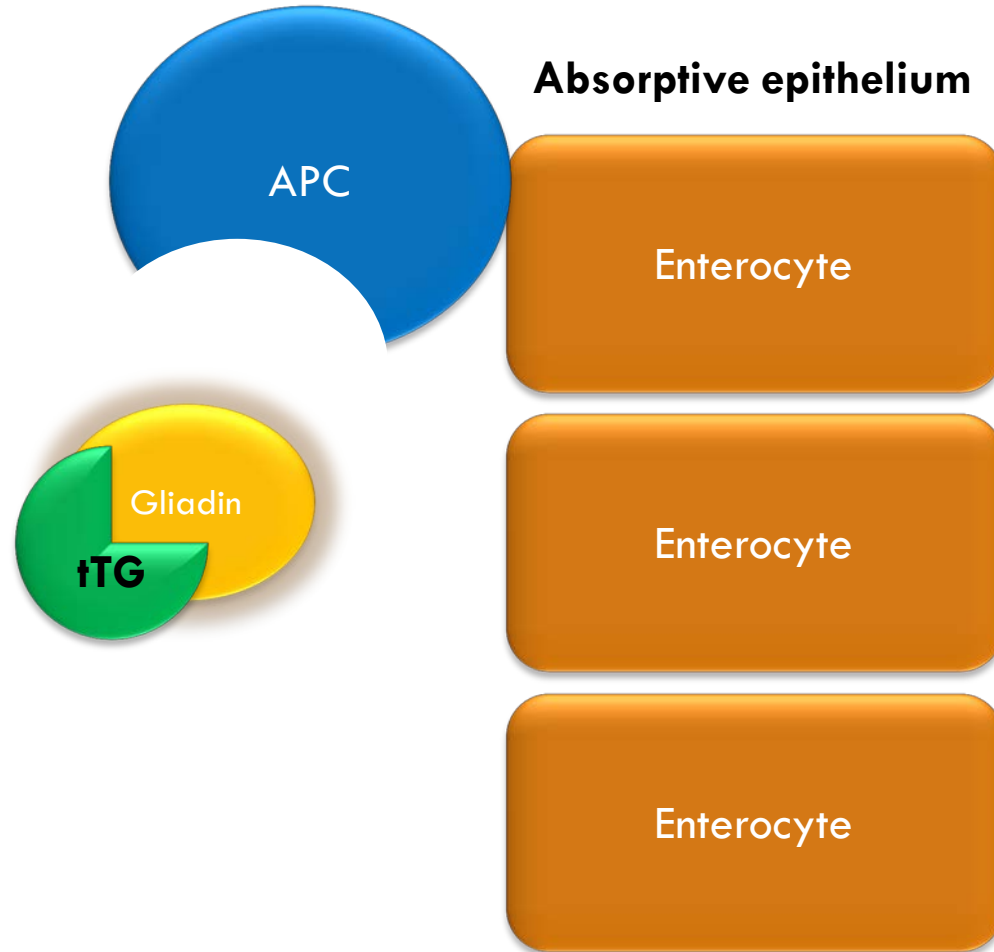 Absorptive epithelium
APC
Enterocyte
Gliadin
tTG
Enterocyte
Enterocyte